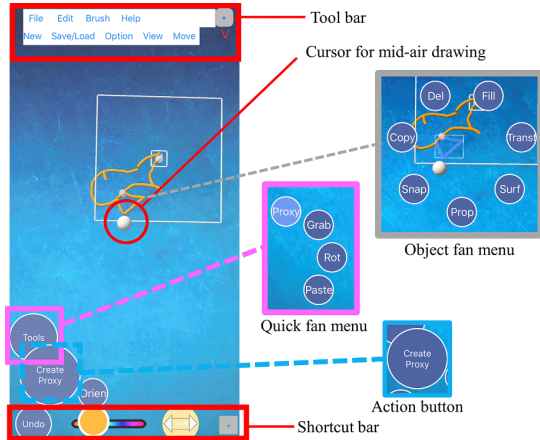 File Edit Brush Help +
New Save/Load Option View Move V
Tool bar
Cursor for mid-air drawing
Del Fill
Copy Transf
Snap Surf
Prop
Object fan menu
Proxy
Grab
Rot
Paste
Quick fan menu
Tools
Create
Proxy
Orien
Create
Proxy
Action button
Undo +
Shortcut bar